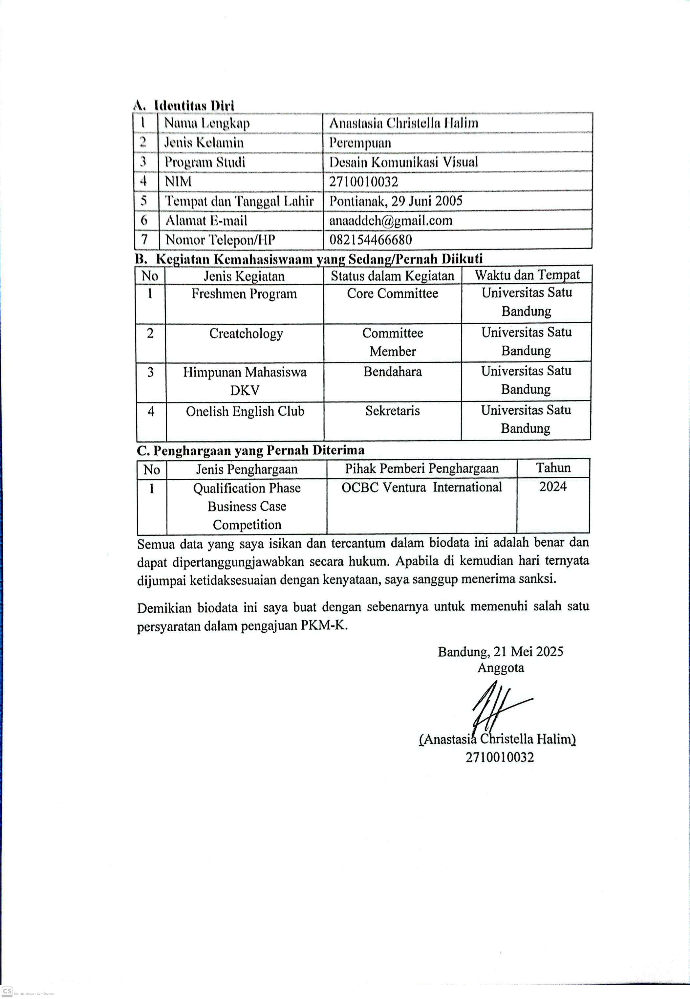 A. Identitas Diri
1 Nama Lengkap Anastasia Christella Halim
2 Jenis Kelamin Perempuan
3 Program Studi Desain Komunikasi Visual
4 NIM 2710010032
5 Tempat dan Tanggal Lahir Pontianak, 29 Juni 2005
6 Alamat E-mail anaaddch@gmail.com
7 Nomor Telepon/HP 082154466680
B. Kegiatan Kemahasiswaam yang Sedang/Pernah Diikuti
No Jenis Kegiatan Status dalam Kegiatan Waktu dan Tempat
1 Freshmen Program Core Committee Universitas Satu
Bandung
2 Creatchology Committee Universitas Satu
Member Bandung
3 Himpunan Mahasiswa Bendahara Universitas Satu
DKV Bandung
4 Onelish English Club Sekretaris Universitas Satu
Bandung
C. Penghargaan yang Pernah Diterima
No Jenis Penghargaan Pihak Pemberi Penghargaan Tahun
1 Qualification Phase OCBC Ventura International 2024
Business Case
Competition
Semua data yang saya isikan dan tercantum dalam biodata ini adalah benar dan
dapat dipertanggungjawabkan secara hukum. Apabila di kemudian hari ternyata
dijumpai ketidaksesuaian dengan kenyataan, saya sanggup menerima sanksi.
Demikian biodata ini saya buat dengan sebenarnya untuk memenuhi salah satu
persyaratan dalam pengajuan PKM-K.
Bandung, 21 Mei 2025
Anggota
(Anastasia Christella Halim)
2710010032
CS Dipindai dengan CamScanner